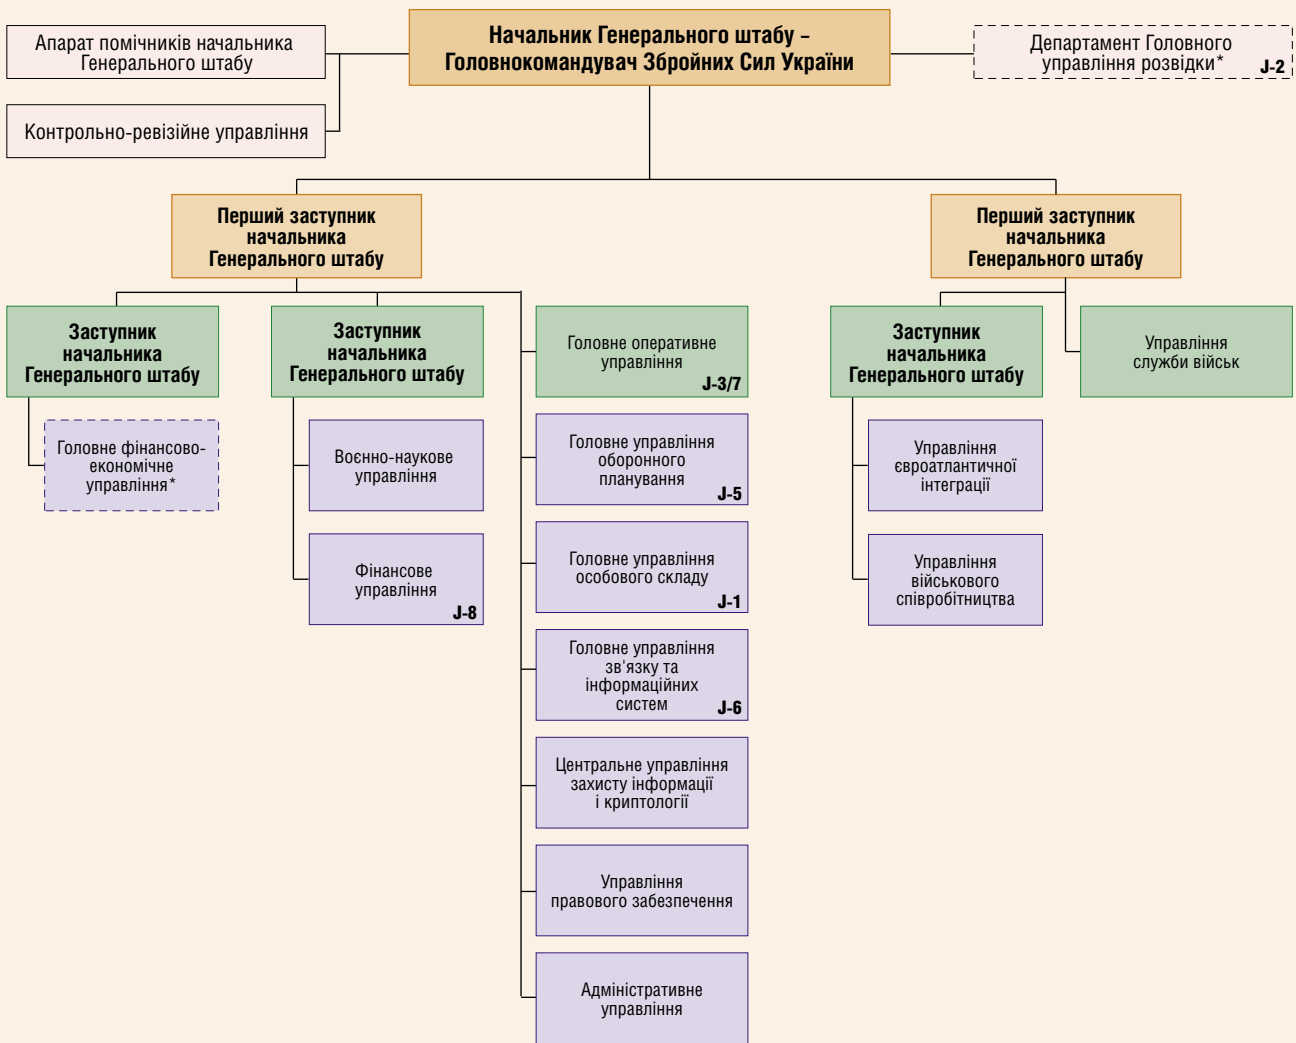 Апарат помічників начальника
Генерального штабу
Контрольно-ревізійне управління
Начальник Генерального штабу –
Головнокомандувач Збройних Сил України
Департамент Головного
управління розвідки*
J-2
Перший заступник
начальника
Генерального штабу
Перший заступник
начальника
Генерального штабу
Заступник
начальника
Генерального штабу
Головне фінансово-
економічне
управління*
Заступник
начальника
Генерального штабу
Воєнно-наукове
управління
Фінансове
управління
J-8
Головне оперативне
управління
J-3/7
Головне управління
оборонного
планування
J-5
Головне управління
особового складу
J-1
Головне управління
зв'язку та
інформаційних
систем
J-6
Центральне управління
захисту інформації
і криптології
Управління
правового забезпечення
Адміністративне
управління
Заступник
начальника
Генерального штабу
Управління
євроатлантичної
інтеграції
Управління
військового
співробітництва
Управління
служби військ